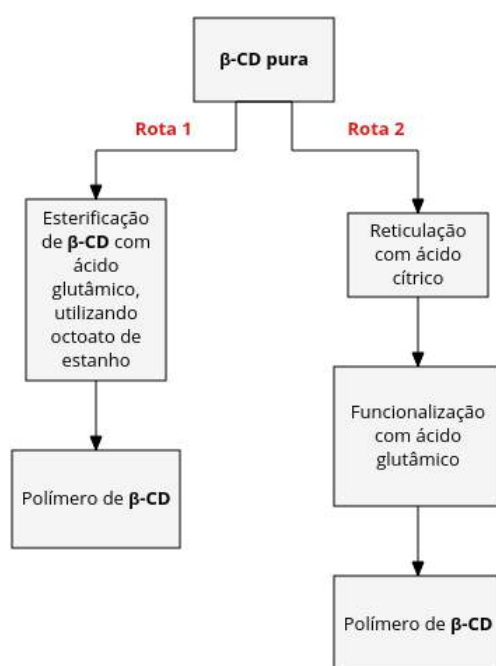 β-CD pura
Rota 1
Rota 2
Esterificação
de β-CD com
ácido
glutâmico,
utilizando
octoato de
estanho
Polímero de β-CD
Reticulação
com ácido
cítrico
Funcionalização
com ácido
glutâmico
Polímero de β-CD